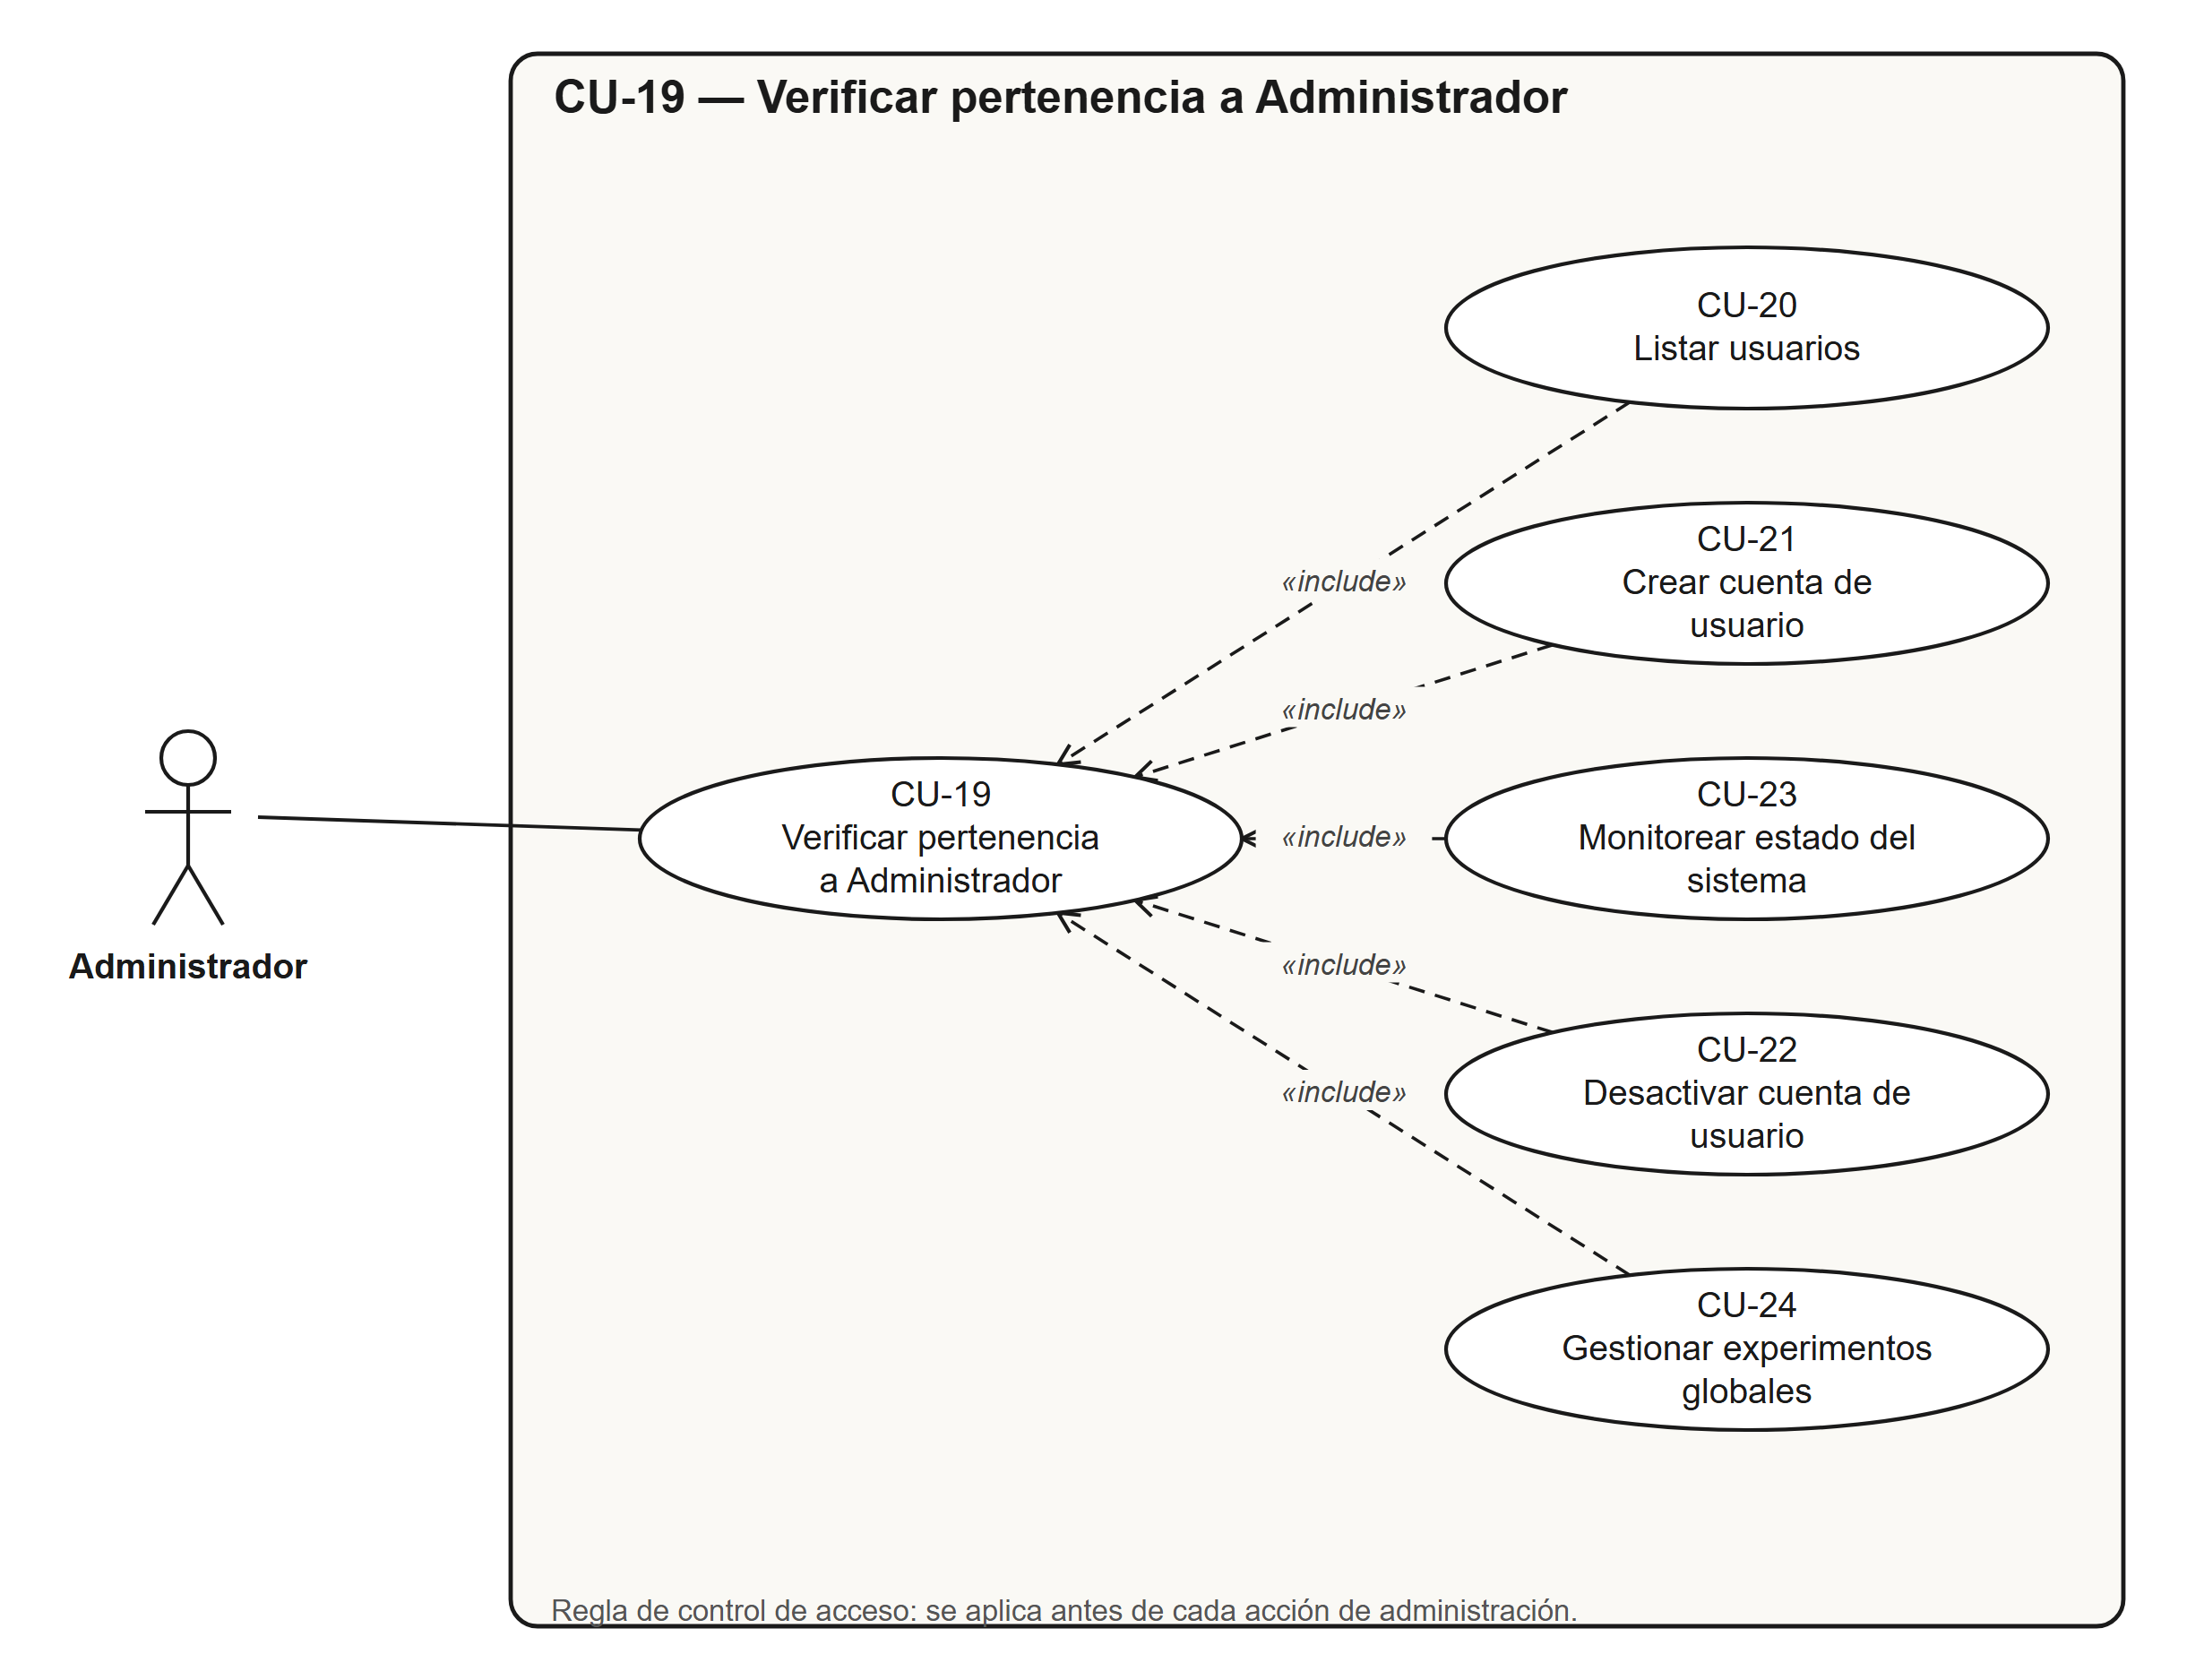 CU-19 — Verificar pertenencia a Administrador
CU-20
Listar usuarios
«include»
CU-21
Crear cuenta de
usuario
«include»
Administrador
CU-19
Verificar pertenencia
a Administrador
«include»
CU-23
Monitorear estado del
sistema
«include»
CU-22
Desactivar cuenta de
usuario
«include»
CU-24
Gestionar experimentos
globales
Regla de control de acceso: se aplica antes de cada acción de administración.